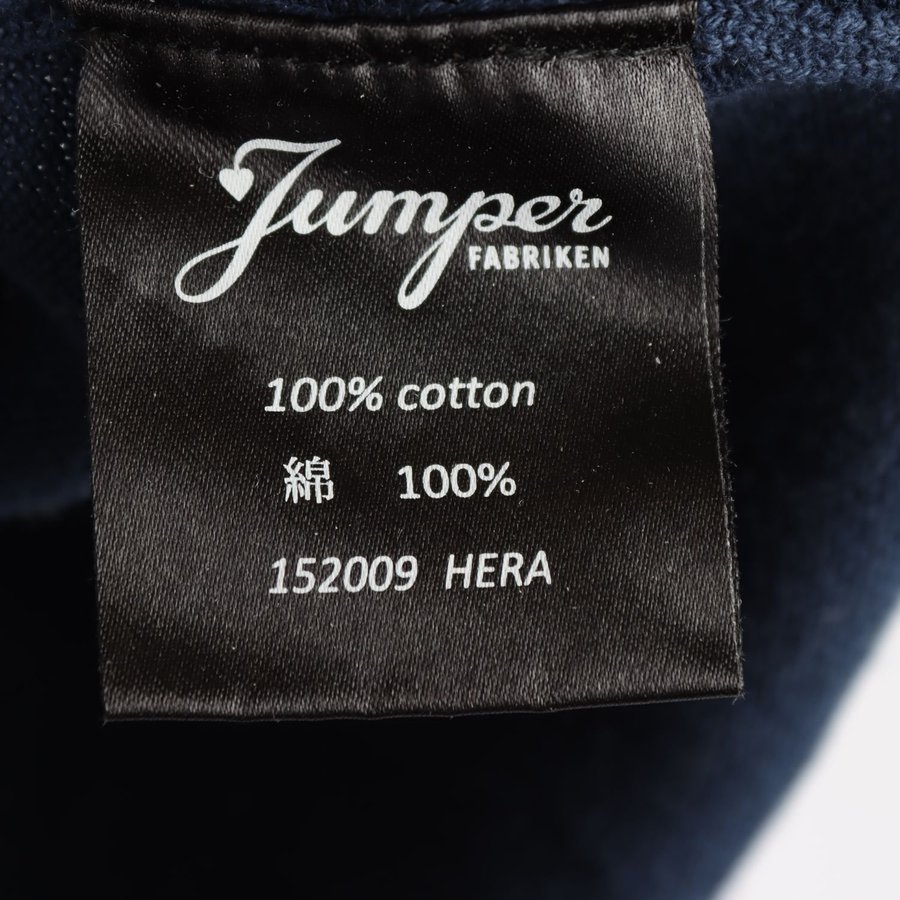 Jumper
FABRIKEN
100% cotton
綿 100%
152009 HERA